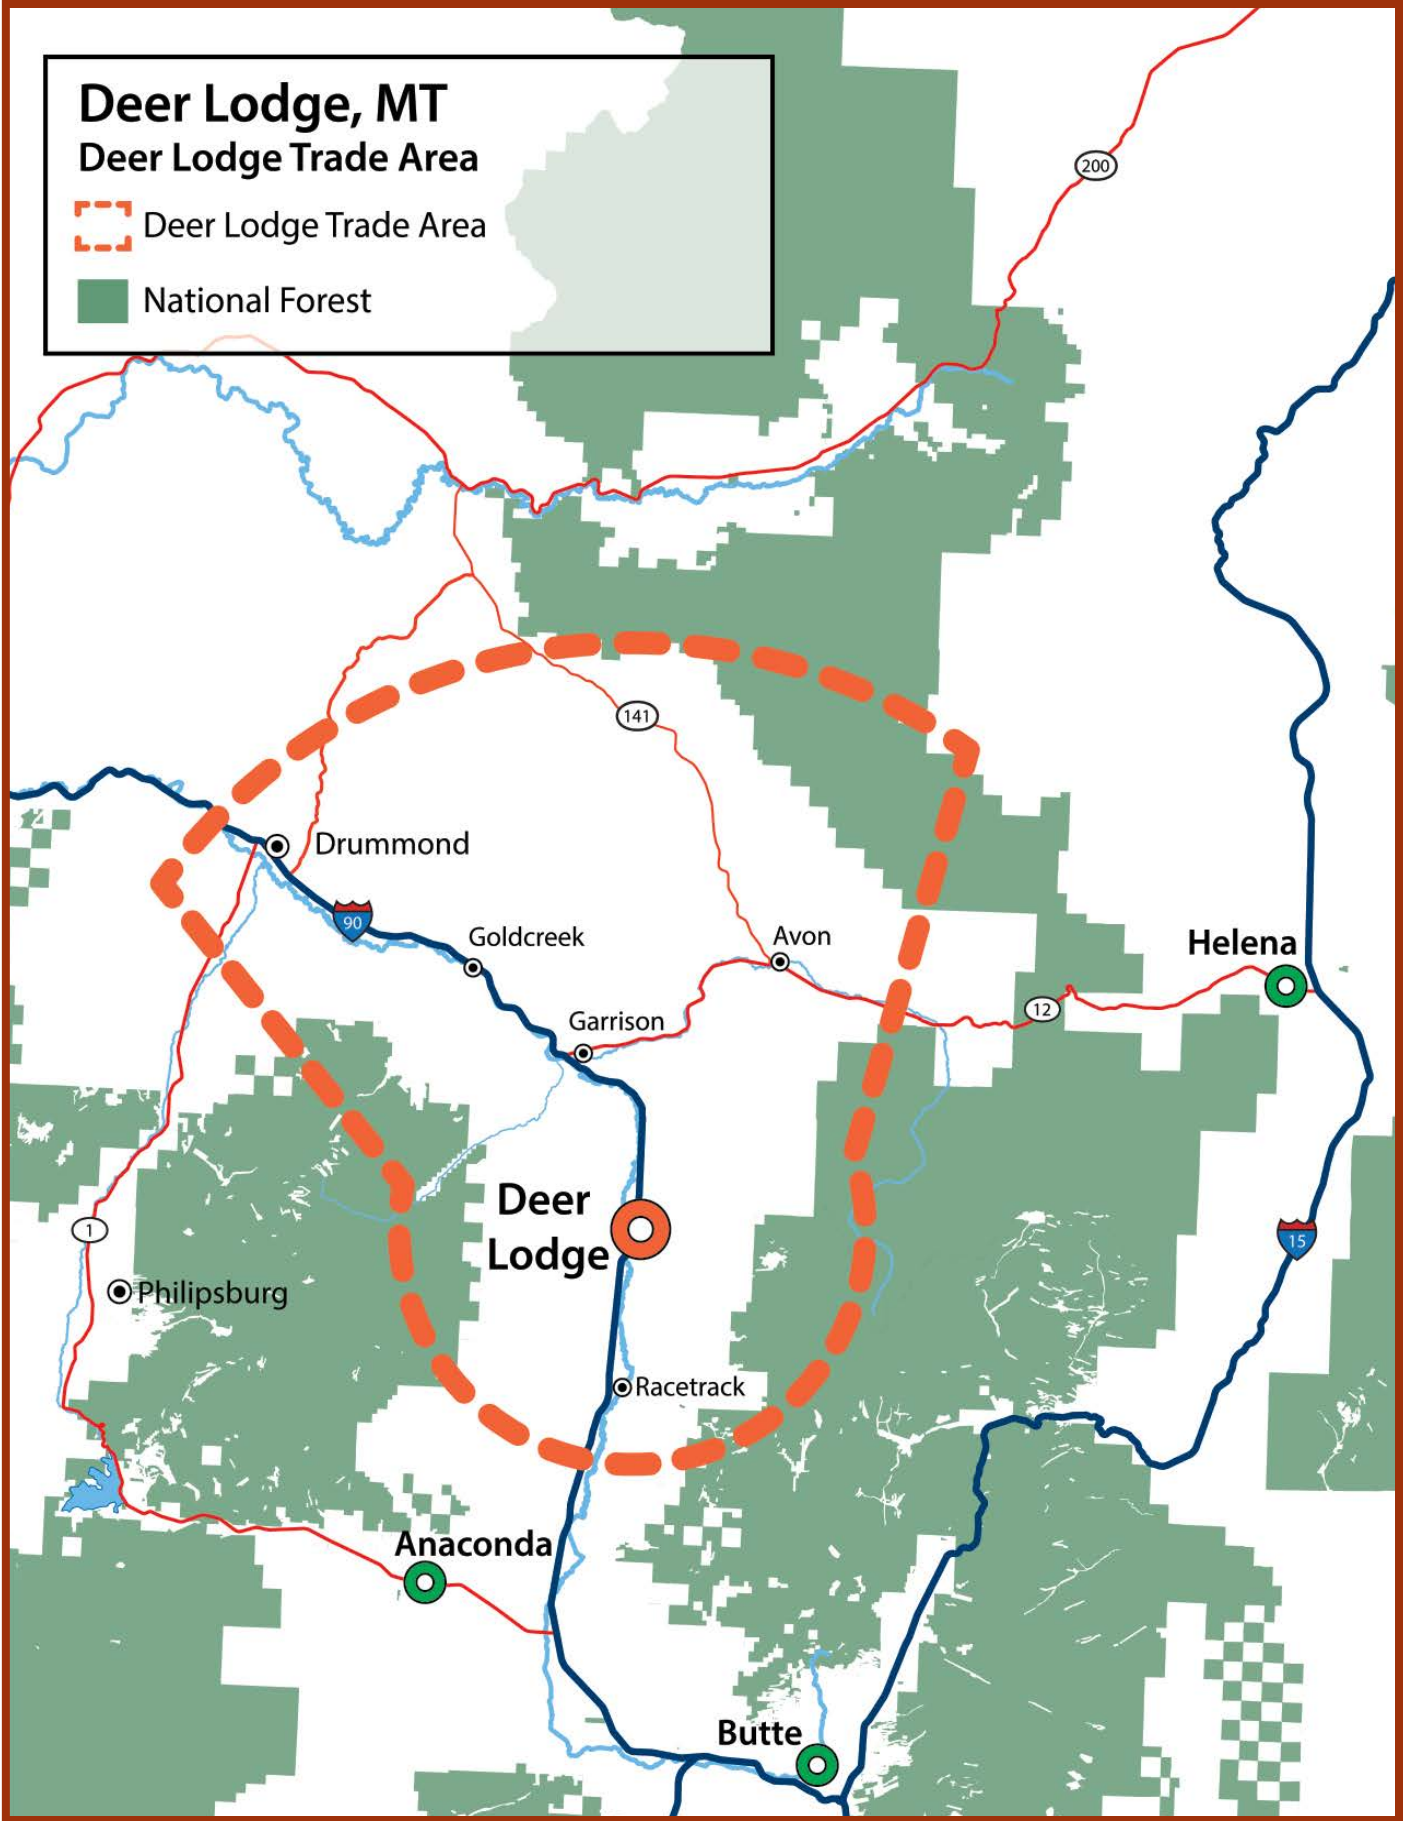 Deer Lodge, MT
Deer Lodge Trade Area
Deer Lodge Trade Area
National Forest
200
141
Drummond
90
Goldcreek
Avon
Helena
12
Garrison
Deer
Lodge
1
15
Philipsburg
Racetrack
Anaconda
Butte